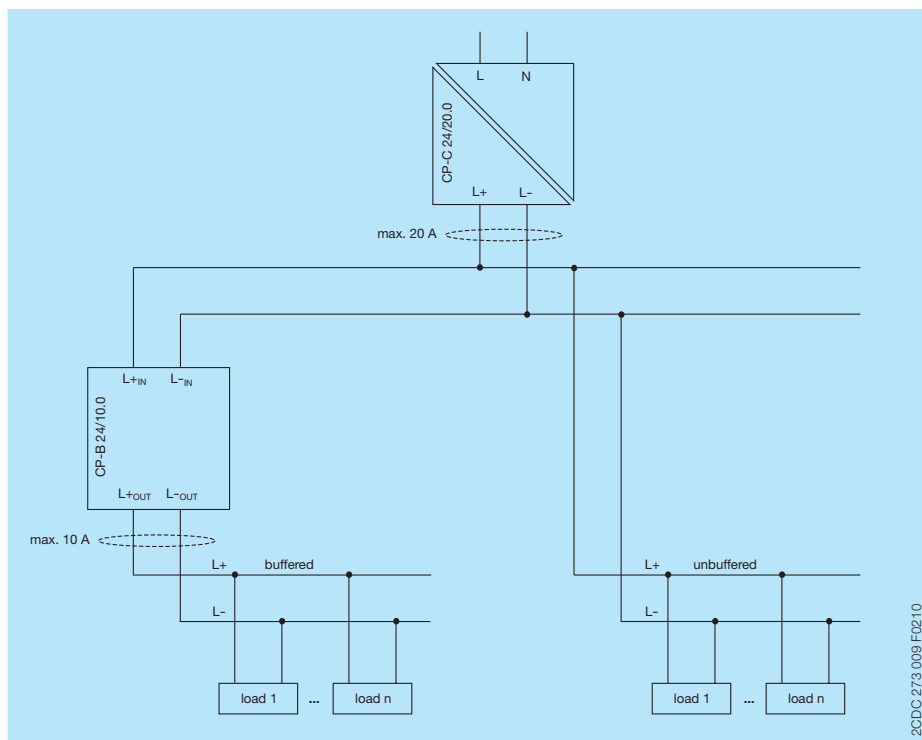 L N
CP-C 24/20.0
L+ L-
max. 20 A
L+IN L-IN
CP-B 24/10.0
L+OUT L-OUT
max. 10 A
L+ buffered
L-
load 1 ... load n
L+ unbuffered
L-
load 1 ... load n
2CDC 273 009 F0210